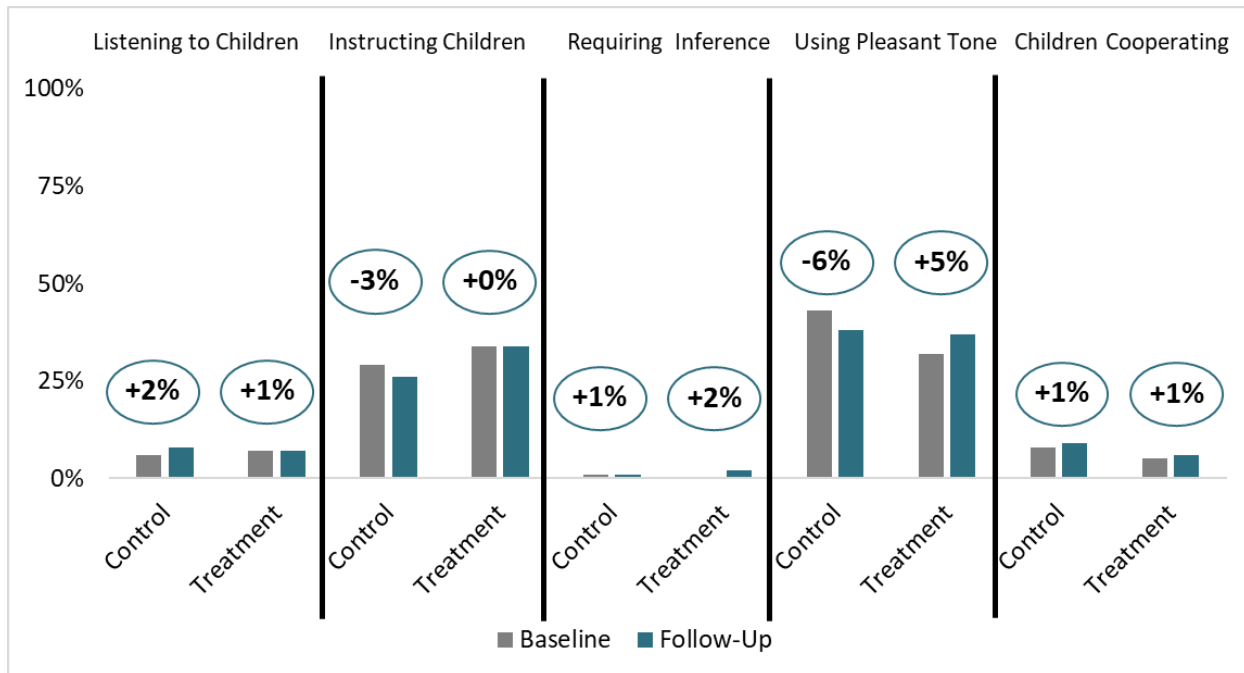 Listening to Children Instructing Children Requiring Inference Using Pleasant Tone Children Cooperating
100%
75%
50%
25%
0%
+2% +1% -3% +0% +1% +2% -6% +5% +1% +1%
Control Treatment Control Treatment Control Treatment Control Treatment Control Treatment
Baseline Follow-Up